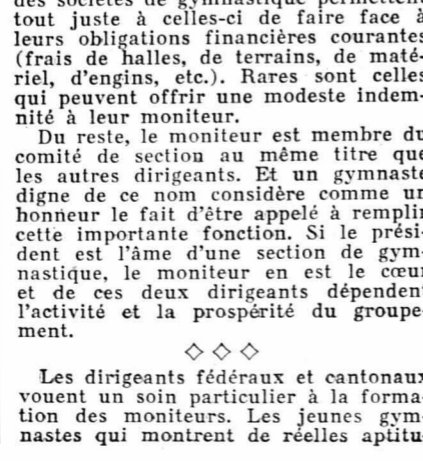 des sociétés de gymnastique permettent
tout juste à celles-ci de faire face à
leurs obligations financières courantes
(frais de halles, de terrains, de maté-
riel, d'engins, etc.). Rares sont celles
qui peuvent offrir une modeste indem-
nité à leur moniteur.
Du reste, le moniteur est membre du
comité de section au même titre que
les autres dirigeants. Et un gymnaste
digne de ce nom considère comme un
honneur le fait d'être appelé à remplir
cette importante fonction. Si le prési-
dent est l'âme d'une section de gym-
nastique, le moniteur en est le cœur
et de ces deux dirigeants dépendent
l'activité et la prospérité du groupe-
ment.
◇ ◇ ◇
Les dirigeants fédéraux et cantonaux
vouent un soin particulier à la forma-
tion des moniteurs. Les jeunes gym-
nastes qui montrent de réelles aptitu-